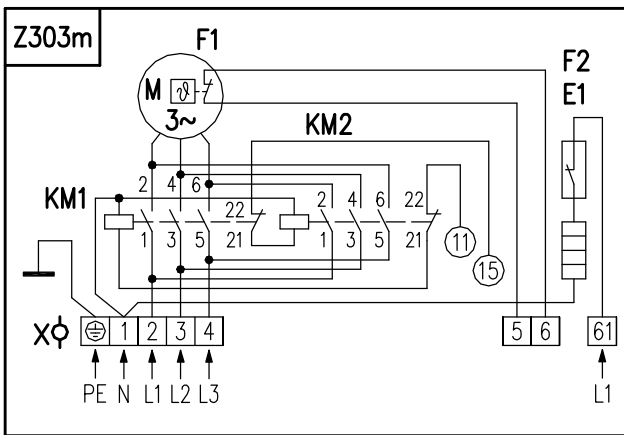 Z303m
F1
F2
E1
M
ϑ
3~
KM2
KM1
2 4 6 22 2 4 6 22
1 3 5 21 1 3 5 21
11
15
X
1 2 3 4 5 6 61
PE N L1 L2 L3 L1